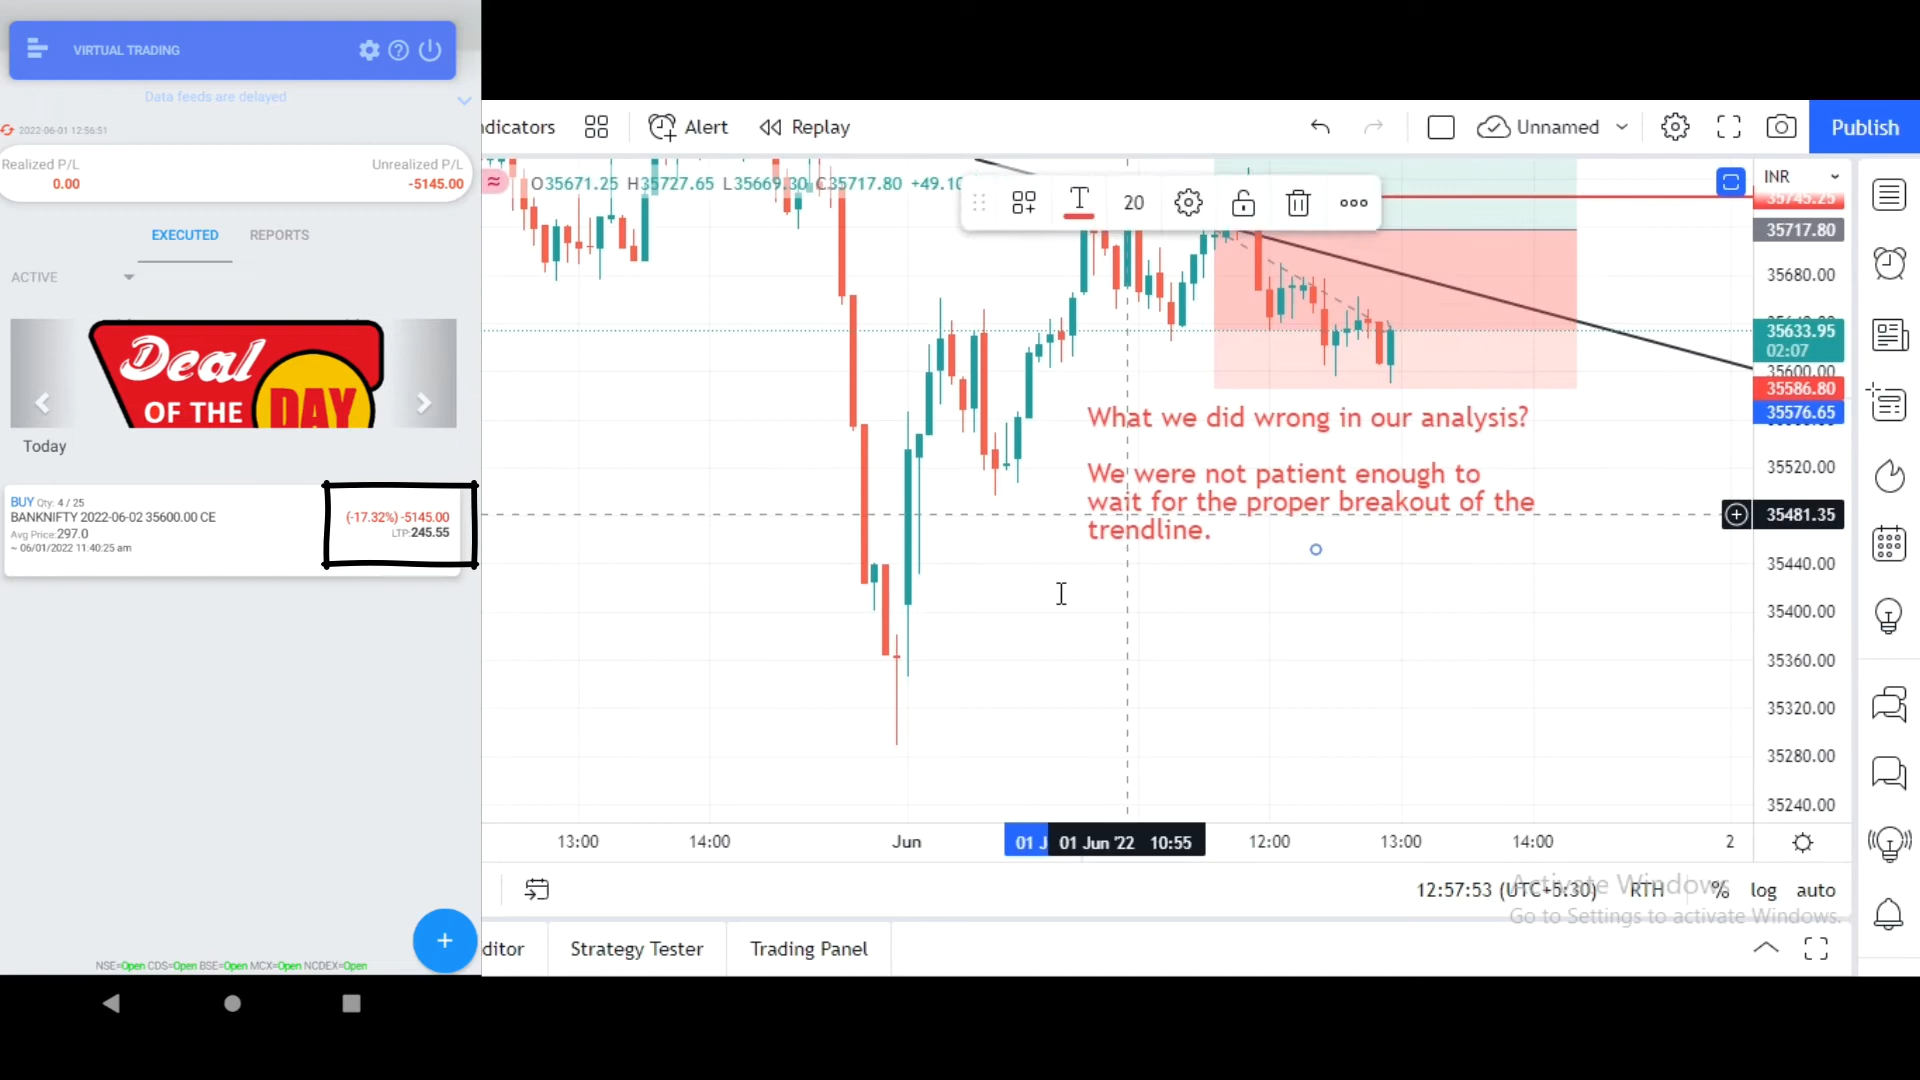 VIRTUAL TRADING
Data feeds are delayed
2022-06-01 12:56:51
Realized P/L
Unrealized P/L
0.00
-5145.00
EXECUTED
REPORTS
ACTIVE
Deal
OF THE
DAY
Today
BUY Qty: 4 / 25
BANKNIFTY 2022-06-02 35600.00 CE
Avg Price:297.0
~ 06/01/2022 11:40:25 am
(-17.32%) -5145.00
LTP:245.55
+
NSE=Open CDS=Open BSE=Open MCX=Open NCDEX=Open
ndicators
Alert
Replay
Unnamed
Publish
O35671.25 H35727.65 L35669.30 C35717.80 +49.10
T
20
INR
35745.25
35717.80
35680.00
35633.95
02:07
35600.00
35586.80
35576.65
35520.00
35481.35
35440.00
35400.00
35360.00
35320.00
35280.00
35240.00
What we did wrong in our analysis?
We were not patient enough to
wait for the proper breakout of the
trendline.
13:00
14:00
Jun
01 J
01 Jun '22 10:55
12:00
13:00
14:00
2
12:57:53 (UTC+5:30)
RTH
%
log
auto
Activate Windows
Go to Settings to activate Windows.
ditor
Strategy Tester
Trading Panel